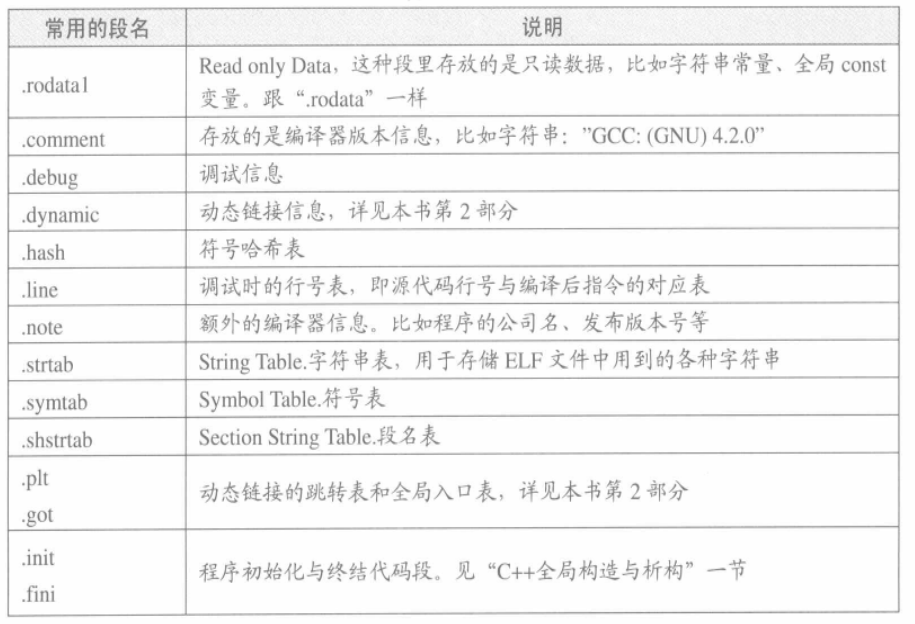 常用的段名 说明
.rodata1 Read only Data，这种段里存放的是只读数据，比如字符串常量、全局 const
变量。跟“.rodata”一样
.comment 存放的是编译器版本信息，比如字符串：”GCC: (GNU) 4.2.0”
.debug 调试信息
.dynamic 动态链接信息，详见本书第 2 部分
.hash 符号哈希表
.line 调试时的行号表，即源代码行号与编译后指令的对应表
.note 额外的编译器信息。比如程序的公司名、发布版本号等
.strtab String Table.字符串表，用于存储 ELF 文件中用到的各种字符串
.symtab Symbol Table.符号表
.shstrtab Section String Table.段名表
.plt
.got
动态链接的跳转表和全局入口表，详见本书第 2 部分
.init
.fini
程序初始化与终结代码段。见“C++全局构造与析构”一节